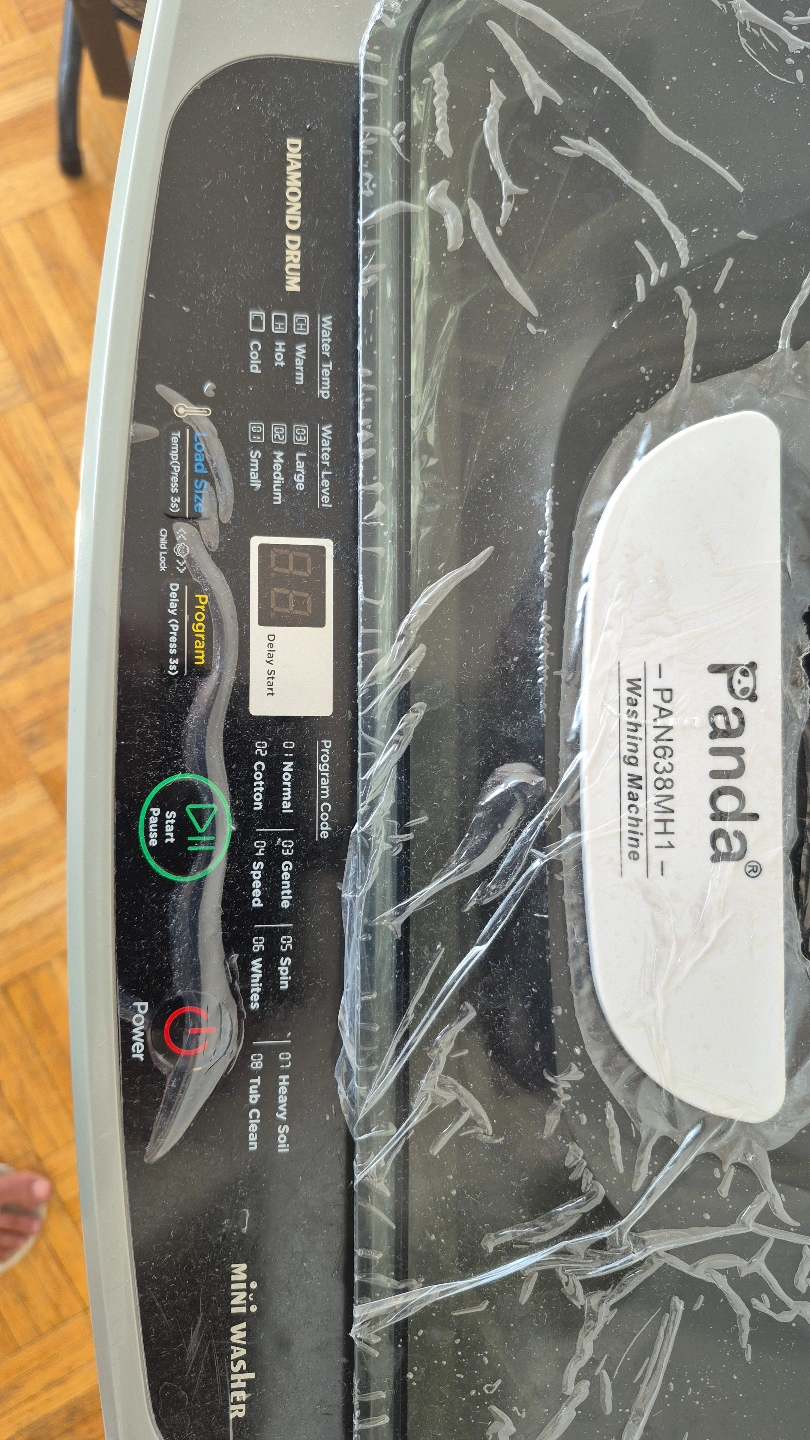 Panda®
– PAN638MH1 –
Washing Machine
DIAMOND DRUM
Water Temp
Warm
Hot
Cold
Water Level
03 Large
02 Medium
01 Small
8.8
Delay Start
Program Code
01 Normal
02 Cotton
03 Gentle
04 Speed
05 Spin
06 Whites
07 Heavy Soil
08 Tub Clean
Load Size
Temp(Press 3s)
Child Lock
Program
Delay (Press 3s)
Start
Pause
Power
MINI WASHER